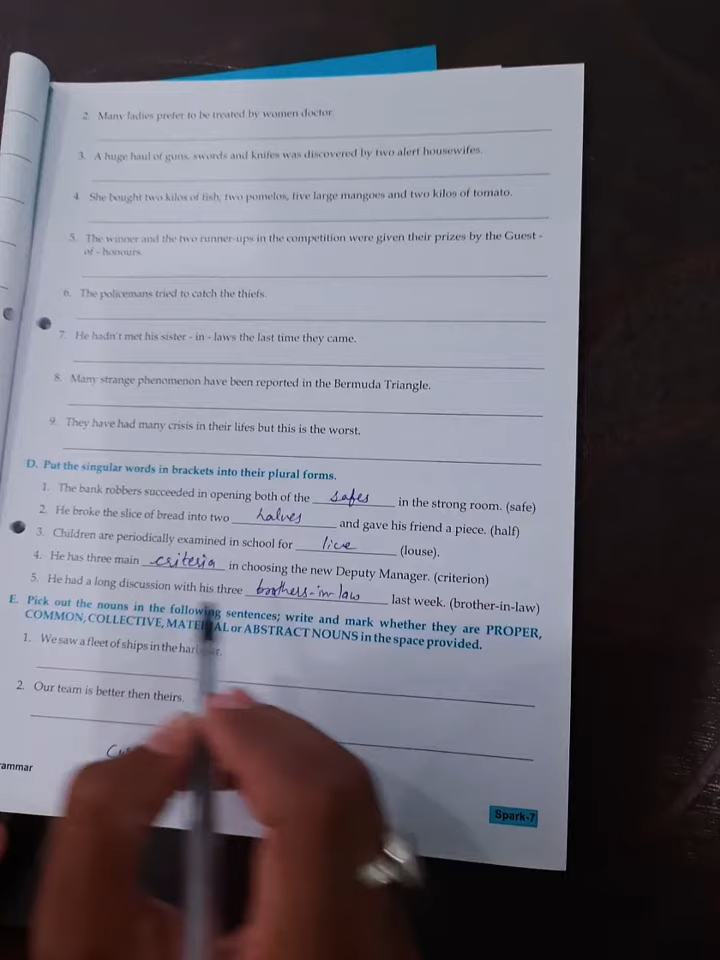 2. Many ladies prefer to be treated by women doctor.
3. A huge haul of guns, swords and knifes was discovered by two alert housewifes.
4. She bought two kilos of fish, two pomelos, five large mangoes and two kilos of tomato.
5. The winner and the two runner-ups in the competition were given their prizes by the Guest -
of - honours.
6. The policemans tried to catch the thiefs.
7. He hadn't met his sister - in - laws the last time they came.
8. Many strange phenomenon have been reported in the Bermuda Triangle.
9. They have had many crisis in their lifes but this is the worst.
D. Put the singular words in brackets into their plural forms.
1. The bank robbers succeeded in opening both of the safes in the strong room. (safe)
2. He broke the slice of bread into two halves and gave his friend a piece. (half)
3. Children are periodically examined in school for lice (louse).
4. He has three main criteria in choosing the new Deputy Manager. (criterion)
5. He had a long discussion with his three brothers-in-law last week. (brother-in-law)
E. Pick out the nouns in the following sentences; write and mark whether they are PROPER,
COMMON, COLLECTIVE, MATERIAL or ABSTRACT NOUNS in the space provided.
1. We saw a fleet of ships in the harbour.
2. Our team is better then theirs.
rammar
Spark-7